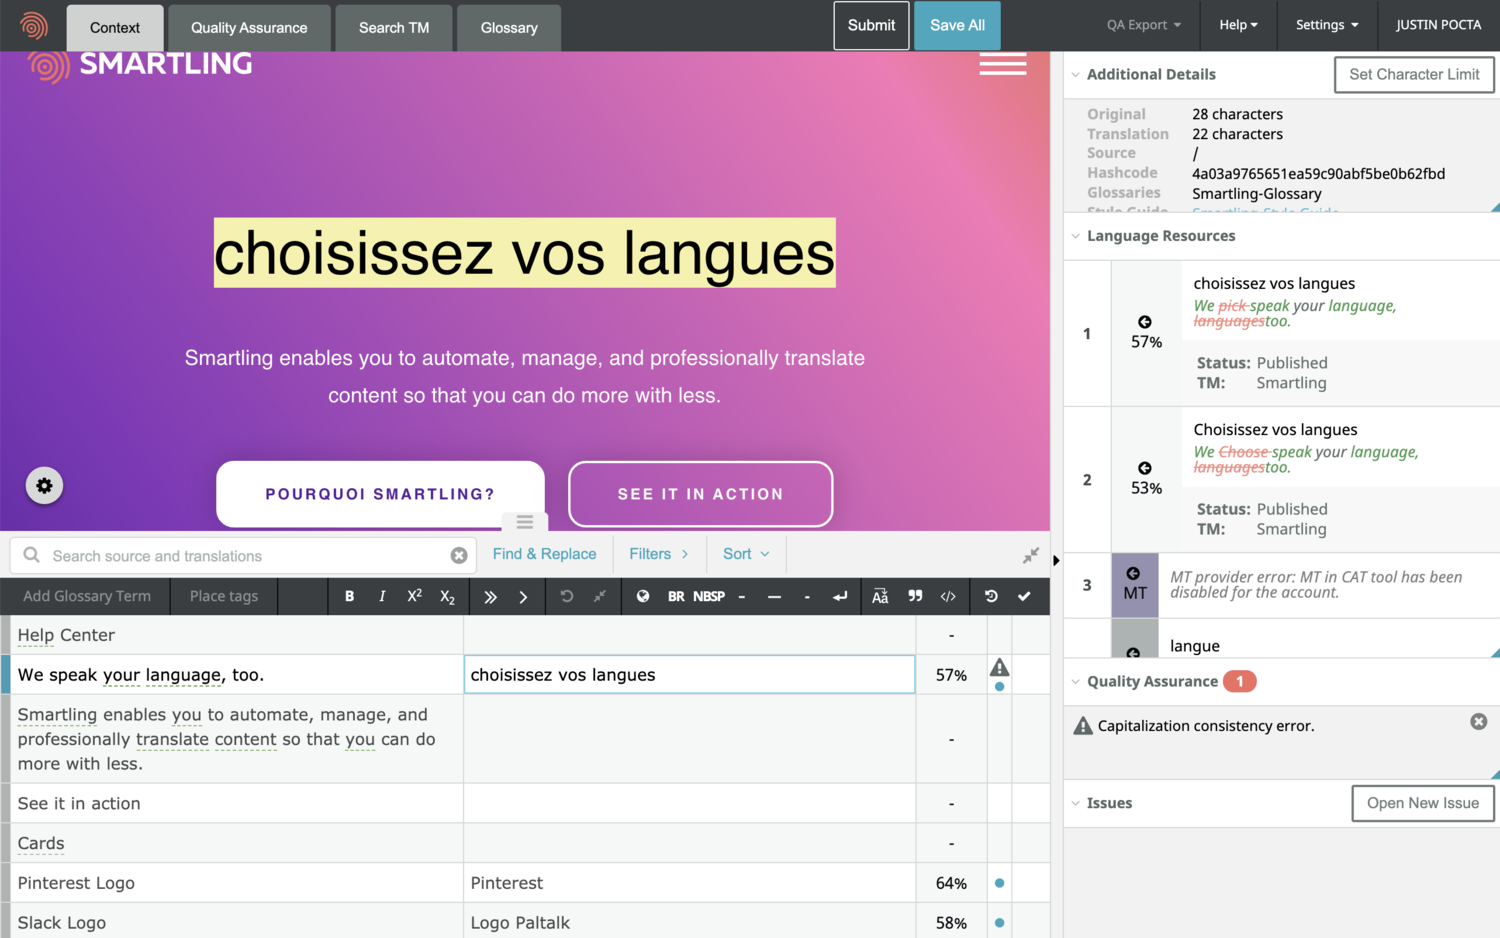 Context
Quality Assurance
Search TM
Glossary
Submit
Save All
QA Export
Help
Settings
JUSTIN POCTA
SMARTLING
choisissez vos langues
Smartling enables you to automate, manage, and professionally translate
content so that you can do more with less.
POURQUOI SMARTLING?
SEE IT IN ACTION
Search source and translations
Find & Replace
Filters
Sort
Add Glossary Term
Place tags
B
I
X²
X₂
BR
NBSP
Help Center
-
We speak your language, too.
choisissez vos langues
57%
Smartling enables you to automate, manage, and
professionally translate content so that you can do
more with less.
-
See it in action
-
Cards
-
Pinterest Logo
Pinterest
64%
Slack Logo
Logo Paltalk
58%
Additional Details
Set Character Limit
Original 28 characters
Translation 22 characters
Source /
Hashcode 4a03a9765651ea59c90abf5be0b62fbd
Glossaries Smartling-Glossary
Style Guide Smartling Style Guide
Language Resources
1
57%
choisissez vos langues
We pick speak your language,
languagestoo.
Status: Published
TM: Smartling
2
53%
Choisissez vos langues
We Choose speak your language,
languagestoo.
Status: Published
TM: Smartling
3
MT
MT provider error: MT in CAT tool has been
disabled for the account.
langue
Quality Assurance 1
Capitalization consistency error.
Issues
Open New Issue